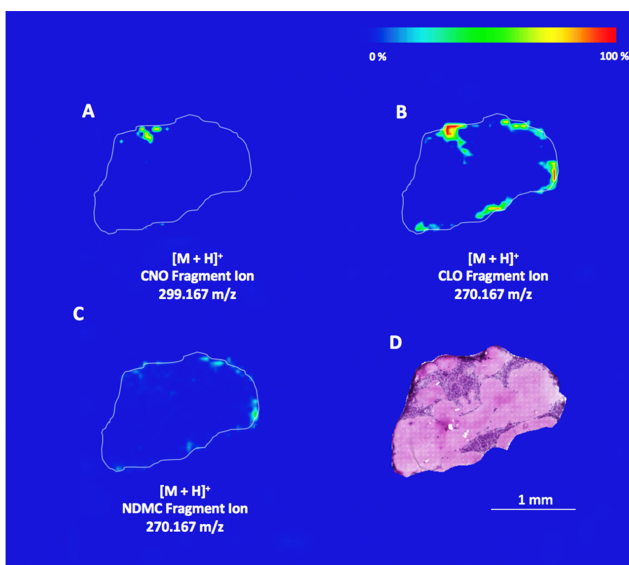 0 %
100 %
A
B
[M + H]⁺
CNO Fragment Ion
299.167 m/z
[M + H]⁺
CLO Fragment Ion
270.167 m/z
C
D
[M + H]⁺
NDMC Fragment Ion
270.167 m/z
1 mm